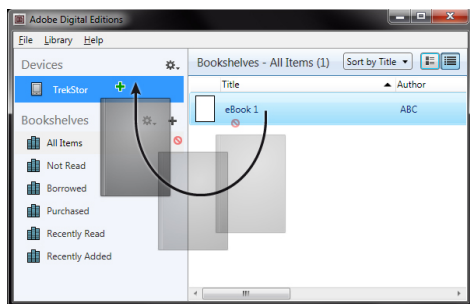 Adobe Digital Editions
File Library Help
Devices
TrekStor
Bookshelves
All Items
Not Read
Borrowed
Purchased
Recently Read
Recently Added
Bookshelves - All Items (1) Sort by Title
Title Author
eBook 1 ABC